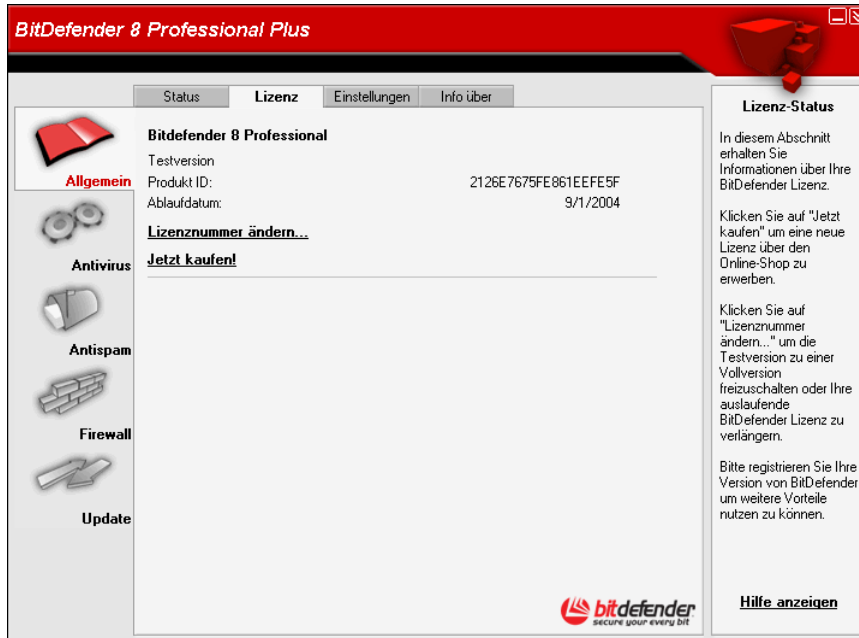 BitDefender 8 Professional Plus
Status
Lizenz
Einstellungen
Info über
Allgemein
Antivirus
Antispam
Firewall
Update
Bitdefender 8 Professional
Testversion
Produkt ID: 2126E7675FE861EEFE5F
Ablaufdatum: 9/1/2004
Lizenznummer ändern...
Jetzt kaufen!
bitdefender
secure your every bit
Lizenz-Status
In diesem Abschnitt
erhalten Sie
Informationen über Ihre
BitDefender Lizenz.
Klicken Sie auf "Jetzt
kaufen" um eine neue
Lizenz über den
Online-Shop zu
erwerben.
Klicken Sie auf
"Lizenznummer
ändern..." um die
Testversion zu einer
Vollversion
freizuschalten oder Ihre
auslaufende
BitDefender Lizenz zu
verlängern.
Bitte registrieren Sie Ihre
Version von BitDefender
um weitere Vorteile
nutzen zu können.
Hilfe anzeigen